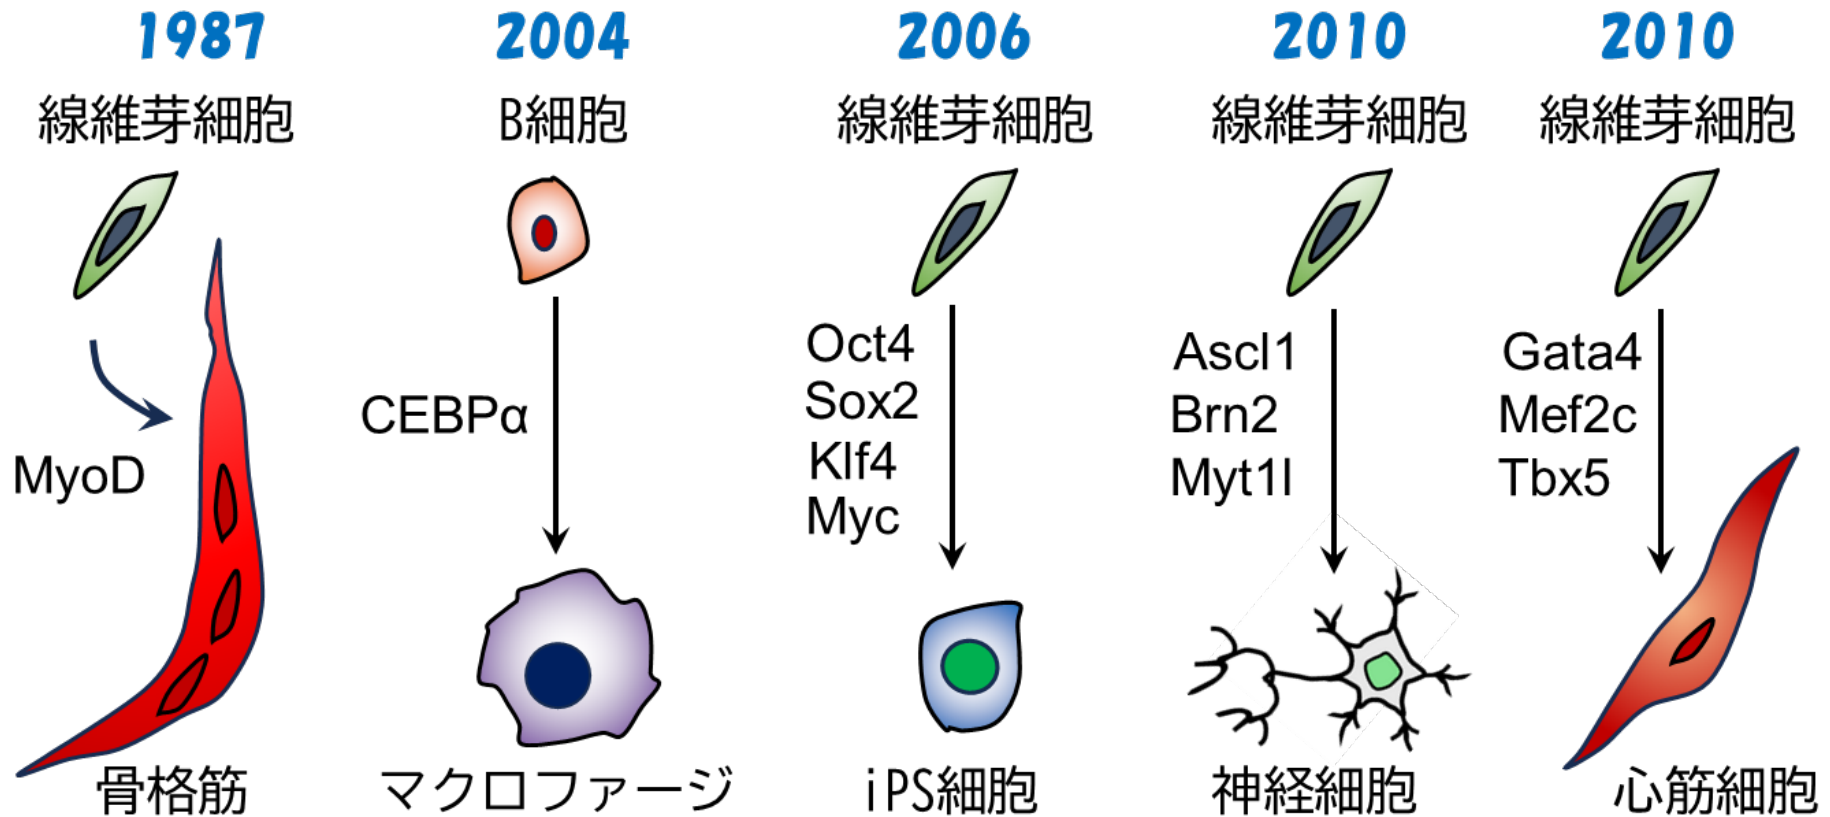 1987
線維芽細胞
MyoD
骨格筋
2004
B細胞
CEBPα
マクロファージ
2006
線維芽細胞
Oct4
Sox2
Klf4
Myc
iPS細胞
2010
線維芽細胞
Ascl1
Brn2
Myt1l
神経細胞
2010
線維芽細胞
Gata4
Mef2c
Tbx5
心筋細胞